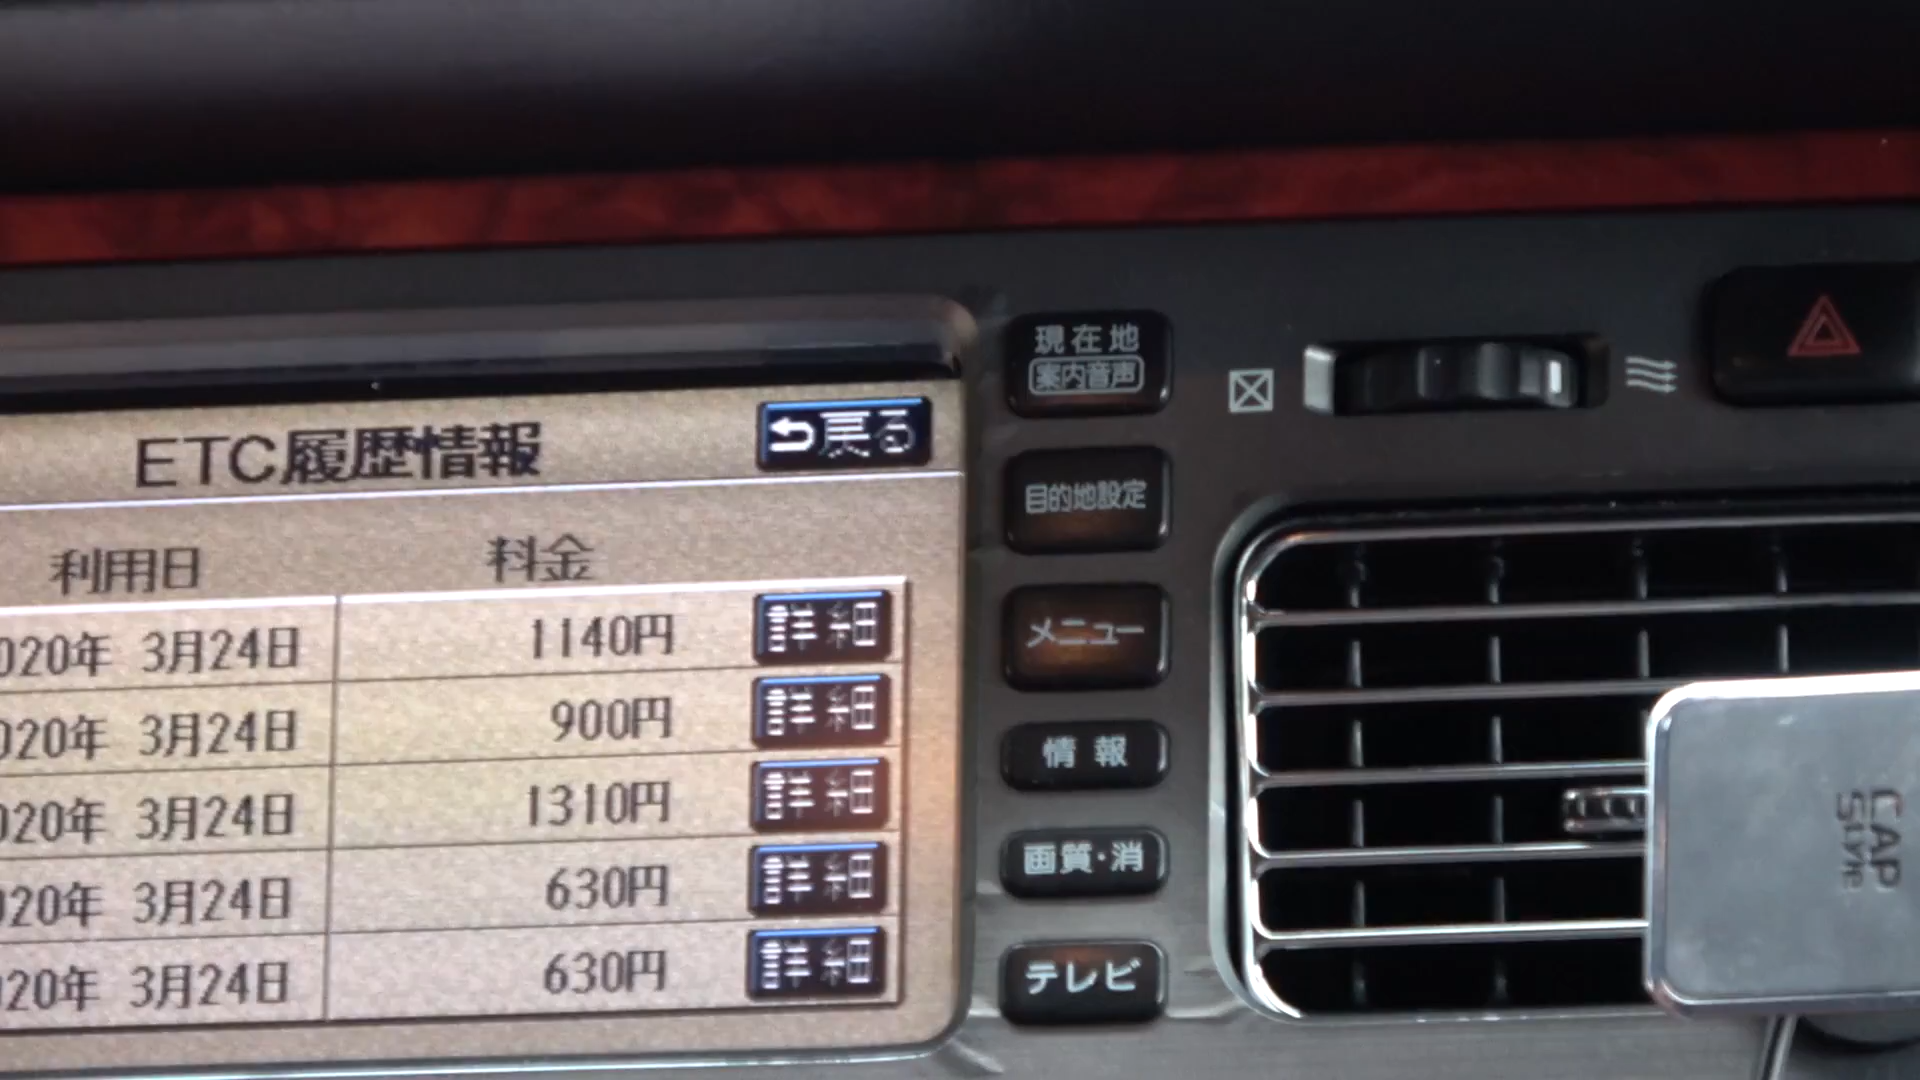 ETC履歴情報
戻る
利用日 料金
020年 3月24日 1140円 詳細
020年 3月24日 900円 詳細
020年 3月24日 1310円 詳細
020年 3月24日 630円 詳細
020年 3月24日 630円 詳細
現在地
案内音声
目的地設定
メニュー
情報
画質・消
テレビ
CAP
Style